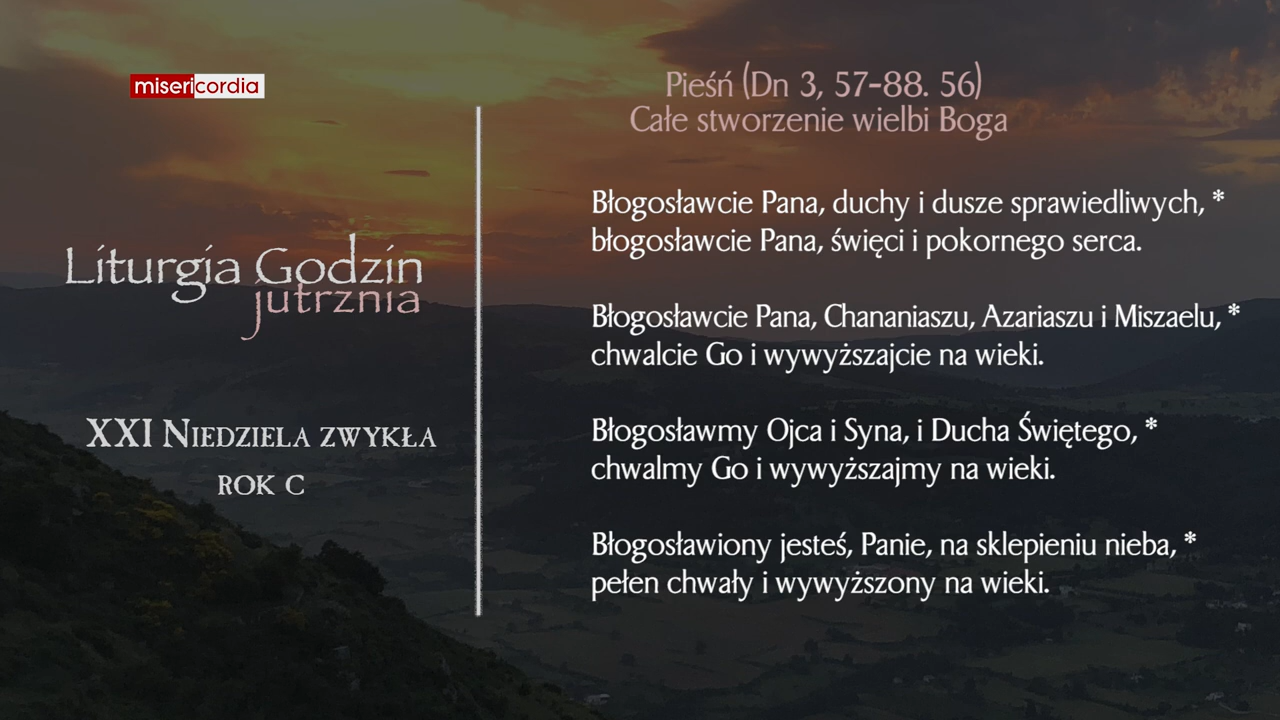 misericordia
Liturgia Godzin
jutrznia
XXI Niedziela zwykła
rok C
Pieśń (Dn 3, 57-88. 56)
Całe stworzenie wielbi Boga
Błogosławcie Pana, duchy i dusze sprawiedliwych, *
błogosławcie Pana, święci i pokornego serca.
Błogosławcie Pana, Chananiaszu, Azariaszu i Miszaelu, *
chwalcie Go i wywyższajcie na wieki.
Błogosławmy Ojca i Syna, i Ducha Świętego, *
chwalmy Go i wywyższajmy na wieki.
Błogosławiony jesteś, Panie, na sklepieniu nieba, *
pełen chwały i wywyższony na wieki.